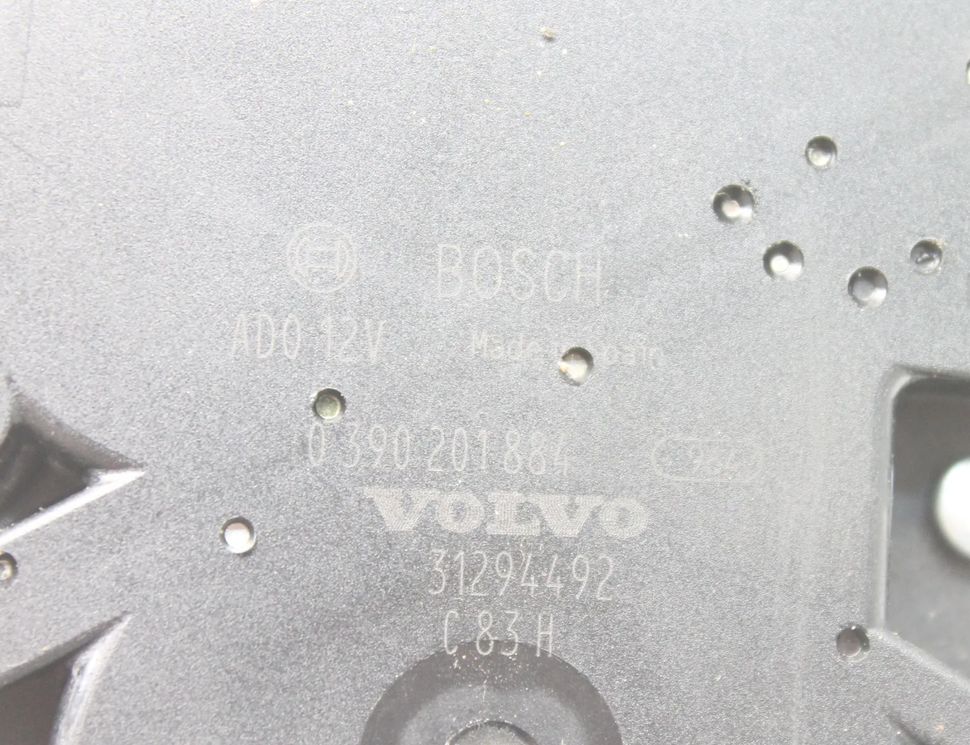 BOSCH
AD0 12V Made
0 390 201 884
VOLVO
31294492
C 83 H